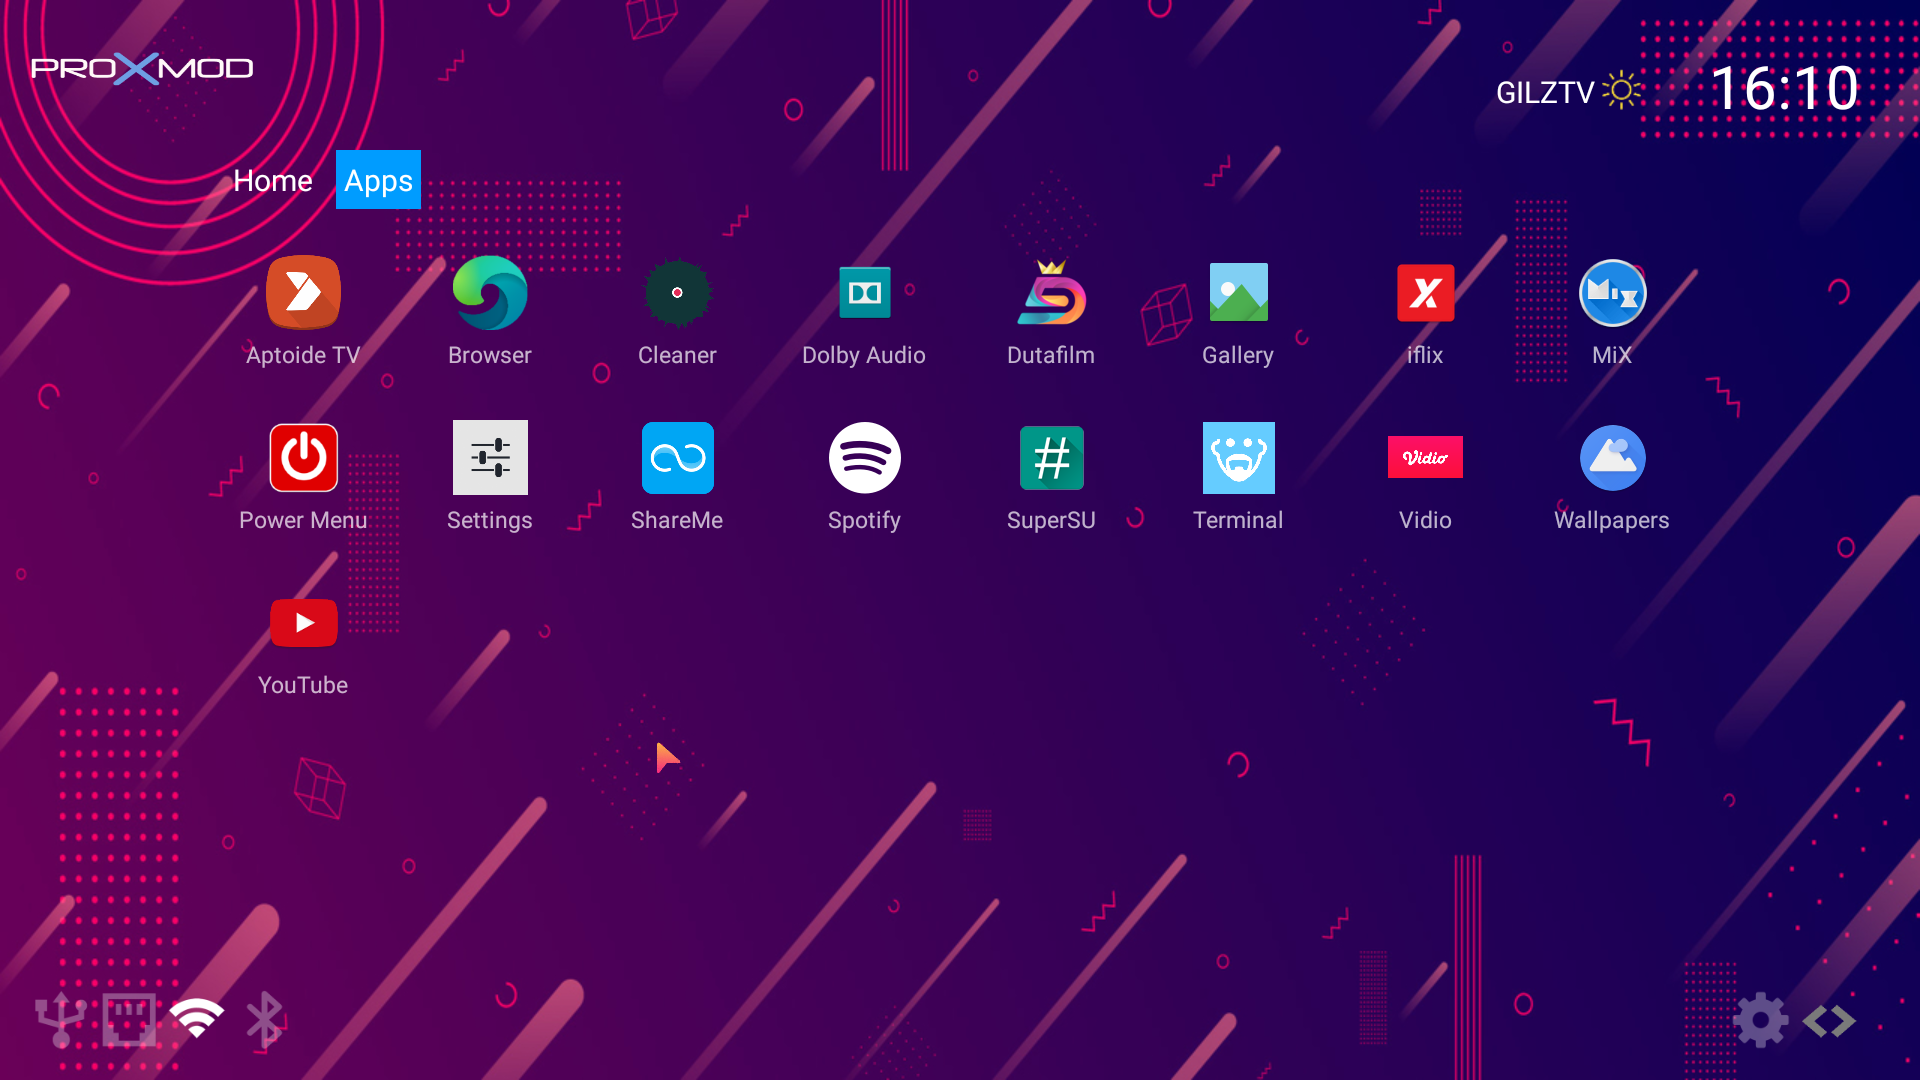 PROXMOD
GILZTV 16:10
Home Apps
Aptoide TV Browser Cleaner Dolby Audio Dutafilm Gallery iflix MiX
Power Menu Settings ShareMe Spotify SuperSU Terminal Vidio Wallpapers
YouTube